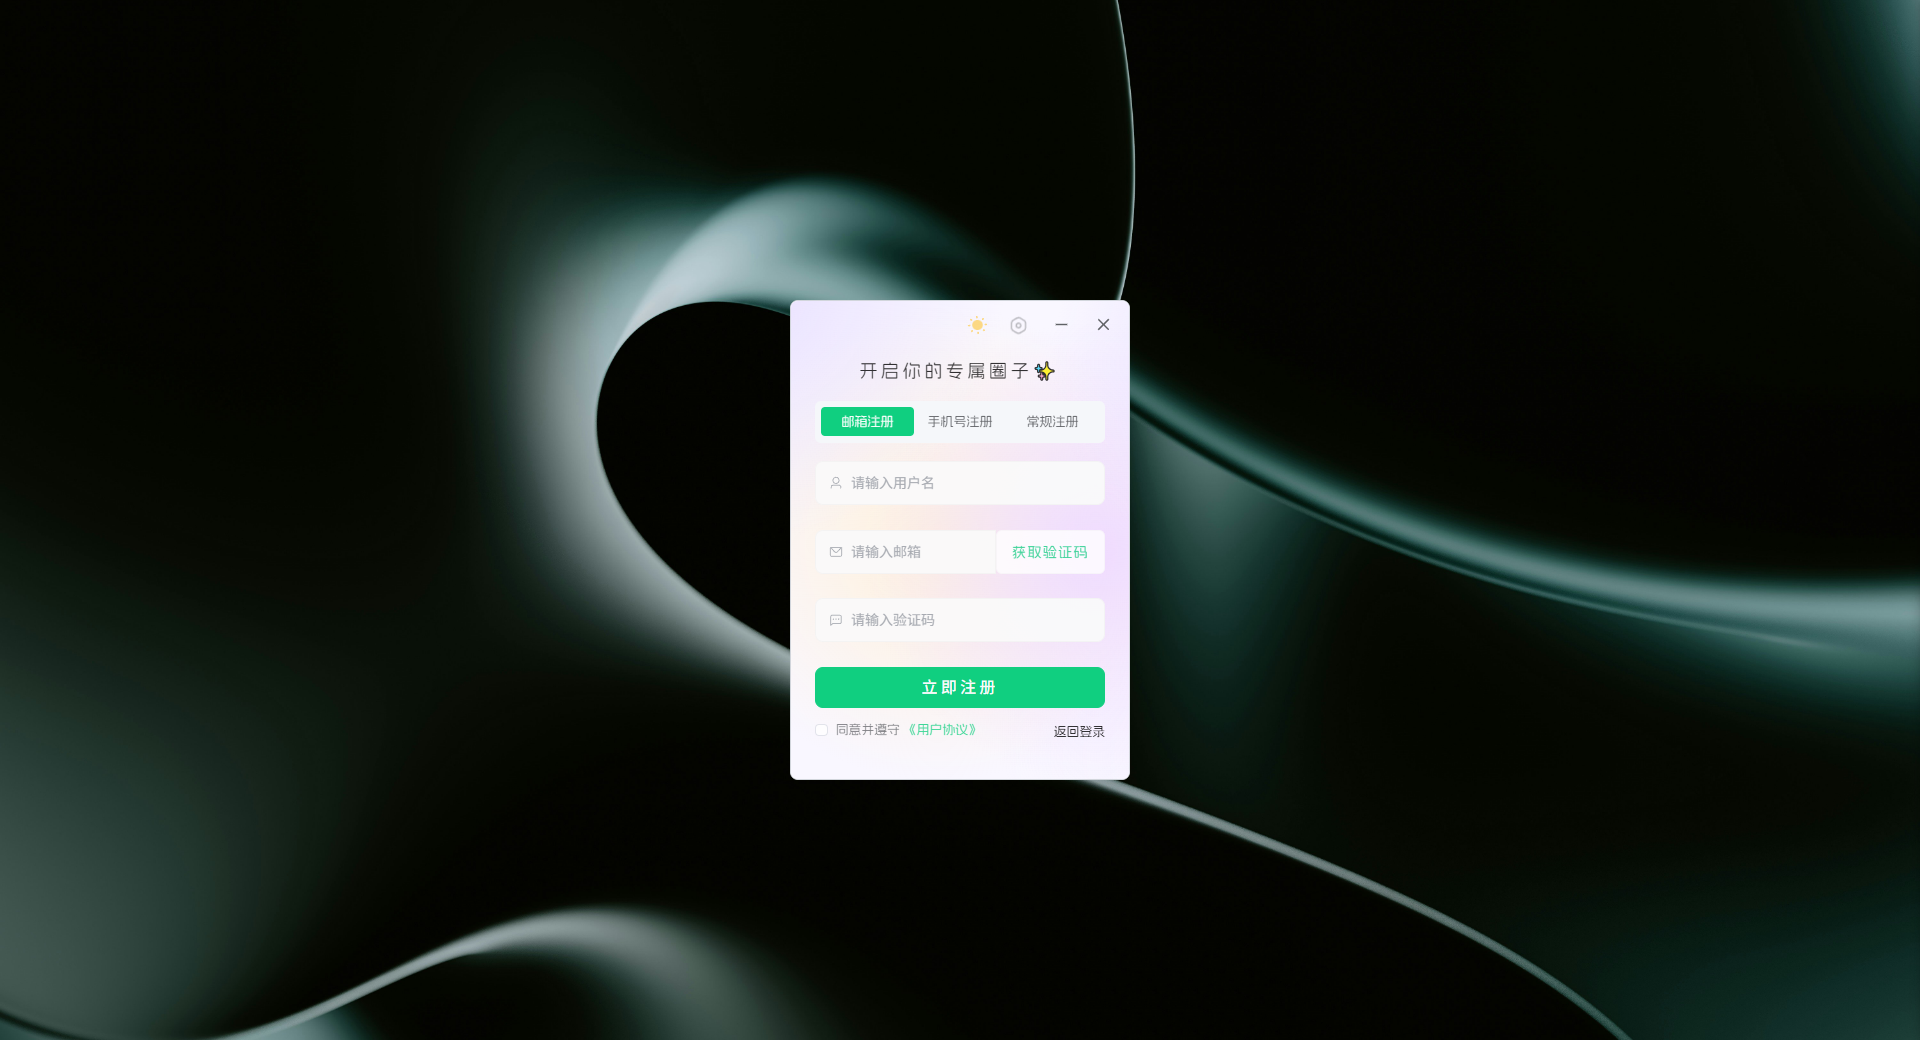 开启你的专属圈子✨
邮箱注册 手机号注册 常规注册
请输入用户名
请输入邮箱 获取验证码
请输入验证码
立即注册
同意并遵守 《用户协议》 返回登录